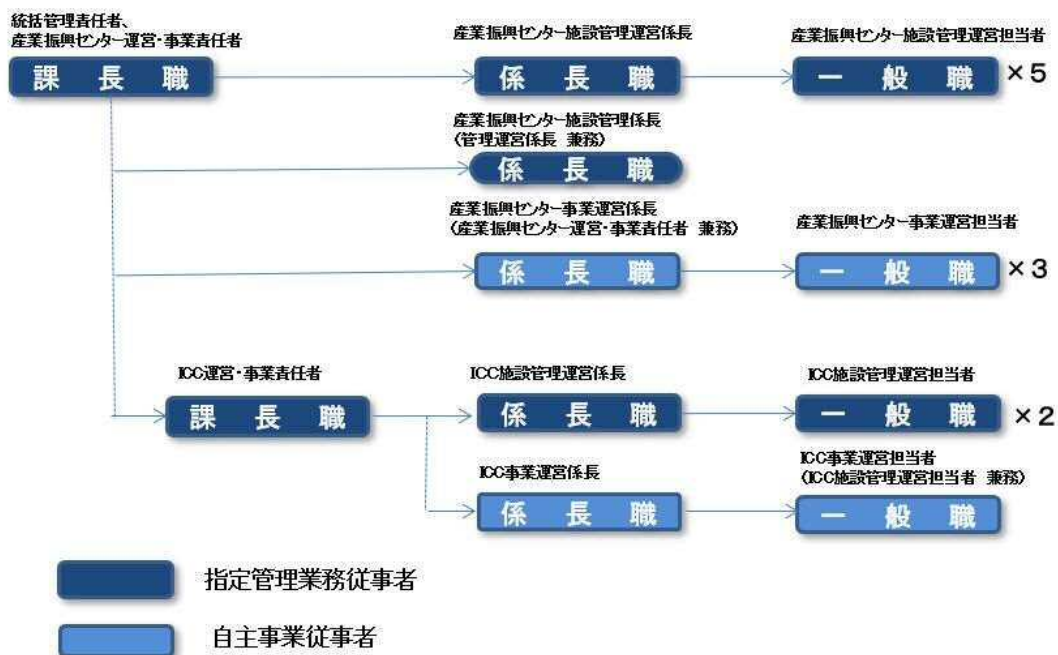 統括管理責任者、
産業振興センター運営・事業責任者
課長職
産業振興センター施設管理運営係長
係長職
産業振興センター施設管理運営担当者
一般職
×5
産業振興センター施設管理係長
(管理運営係長 兼務)
係長職
産業振興センター事業運営係長
(産業振興センター運営・事業責任者 兼務)
係長職
産業振興センター事業運営担当者
一般職
×3
ICC運営・事業責任者
課長職
ICC施設管理運営係長
係長職
ICC施設管理運営担当者
一般職
×2
ICC事業運営係長
係長職
ICC事業運営担当者
(ICC施設管理運営担当者 兼務)
一般職
指定管理業務従事者
自主事業従事者